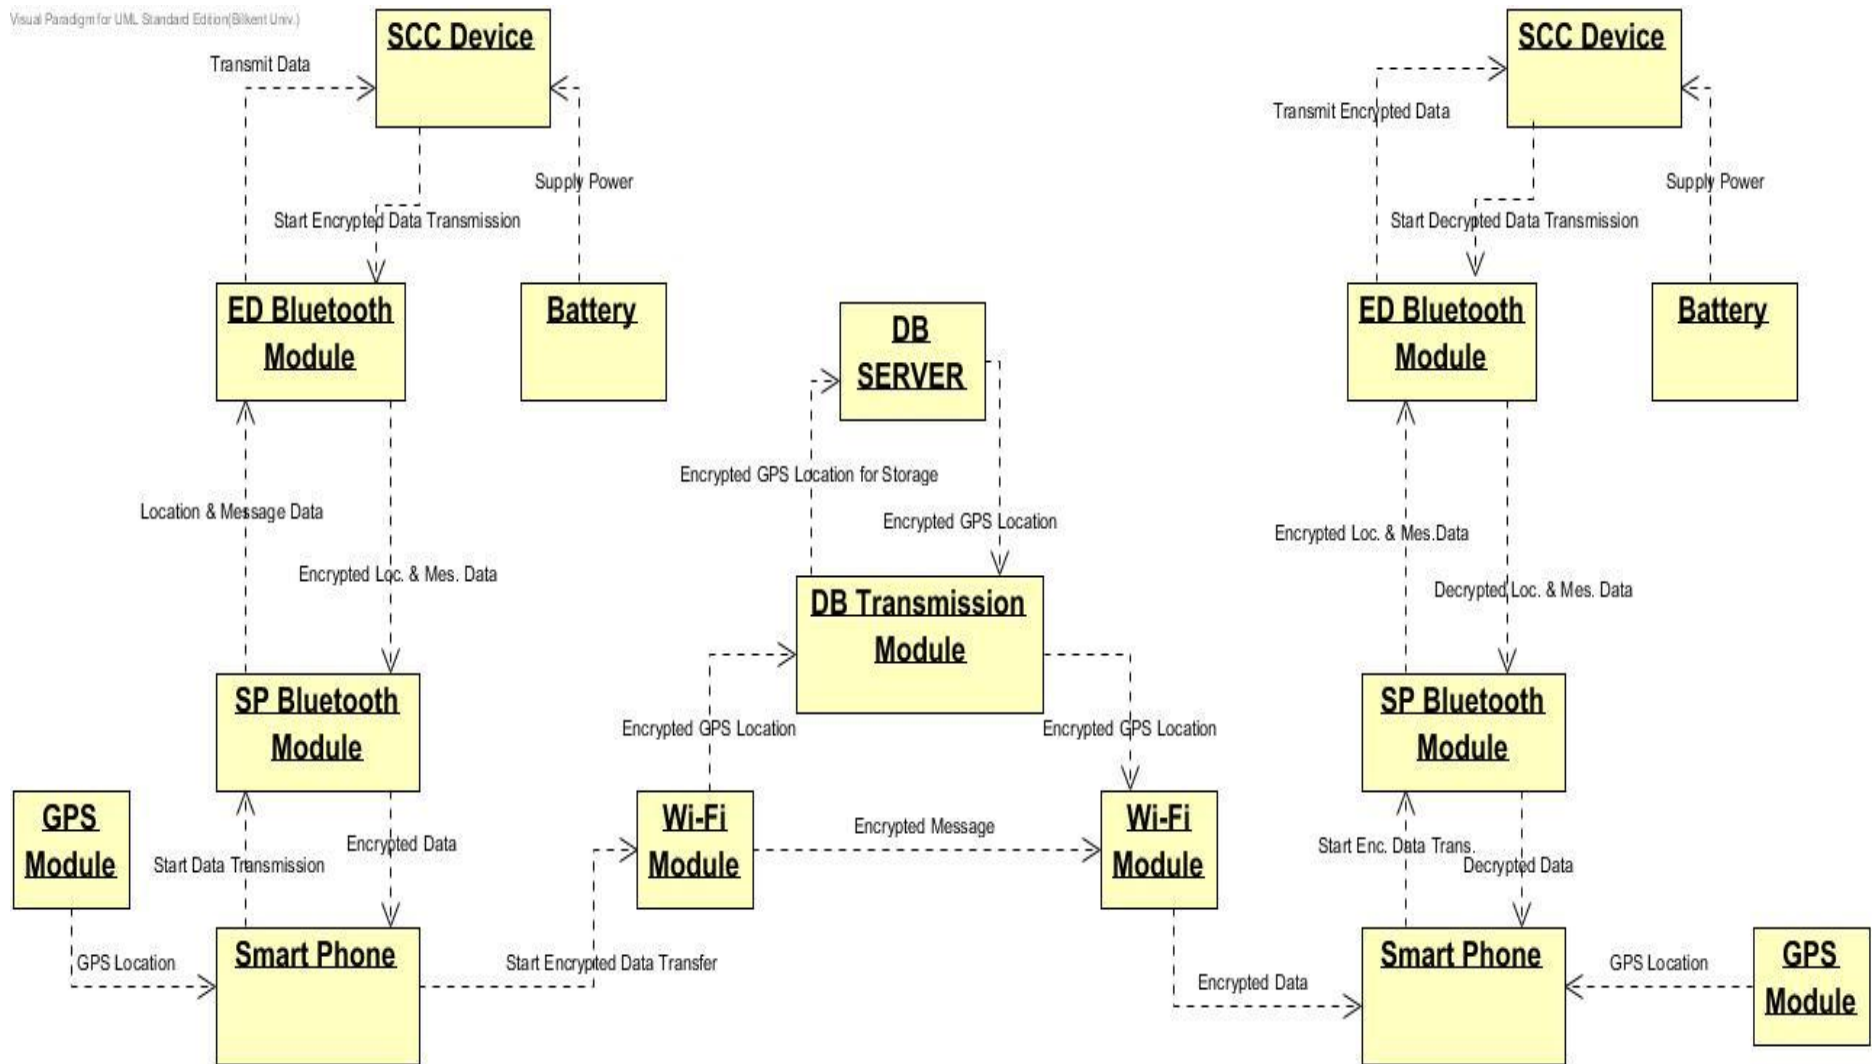 Visual Paradigm for UML Standard Edition(Bilkent Univ.)
SCC Device
SCC Device
Transmit Data
Transmit Encrypted Data
Supply Power
Supply Power
Start Encrypted Data Transmission
Start Decrypted Data Transmission
ED Bluetooth
Module
Battery
DB
SERVER
ED Bluetooth
Module
Battery
Encrypted GPS Location for Storage
Location & Message Data
Encrypted GPS Location
Encrypted Loc. & Mes.Data
Encrypted Loc. & Mes. Data
Decrypted Loc. & Mes. Data
DB Transmission
Module
SP Bluetooth
Module
Encrypted GPS Location
Encrypted GPS Location
SP Bluetooth
Module
GPS
Module
Start Data Transmission
Encrypted Data
Wi-Fi
Module
Encrypted Message
Wi-Fi
Module
Start Enc. Data Trans.
Decrypted Data
GPS Location
Smart Phone
Start Encrypted Data Transfer
Encrypted Data
Smart Phone
GPS Location
GPS
Module